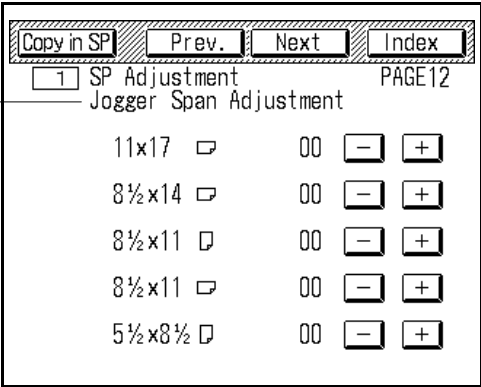 Copy in SP Prev. Next Index
1 SP Adjustment PAGE12
Jogger Span Adjustment
11x17 00 − +
8½x14 00 − +
8½x11 00 − +
8½x11 00 − +
5½x8½ 00 − +